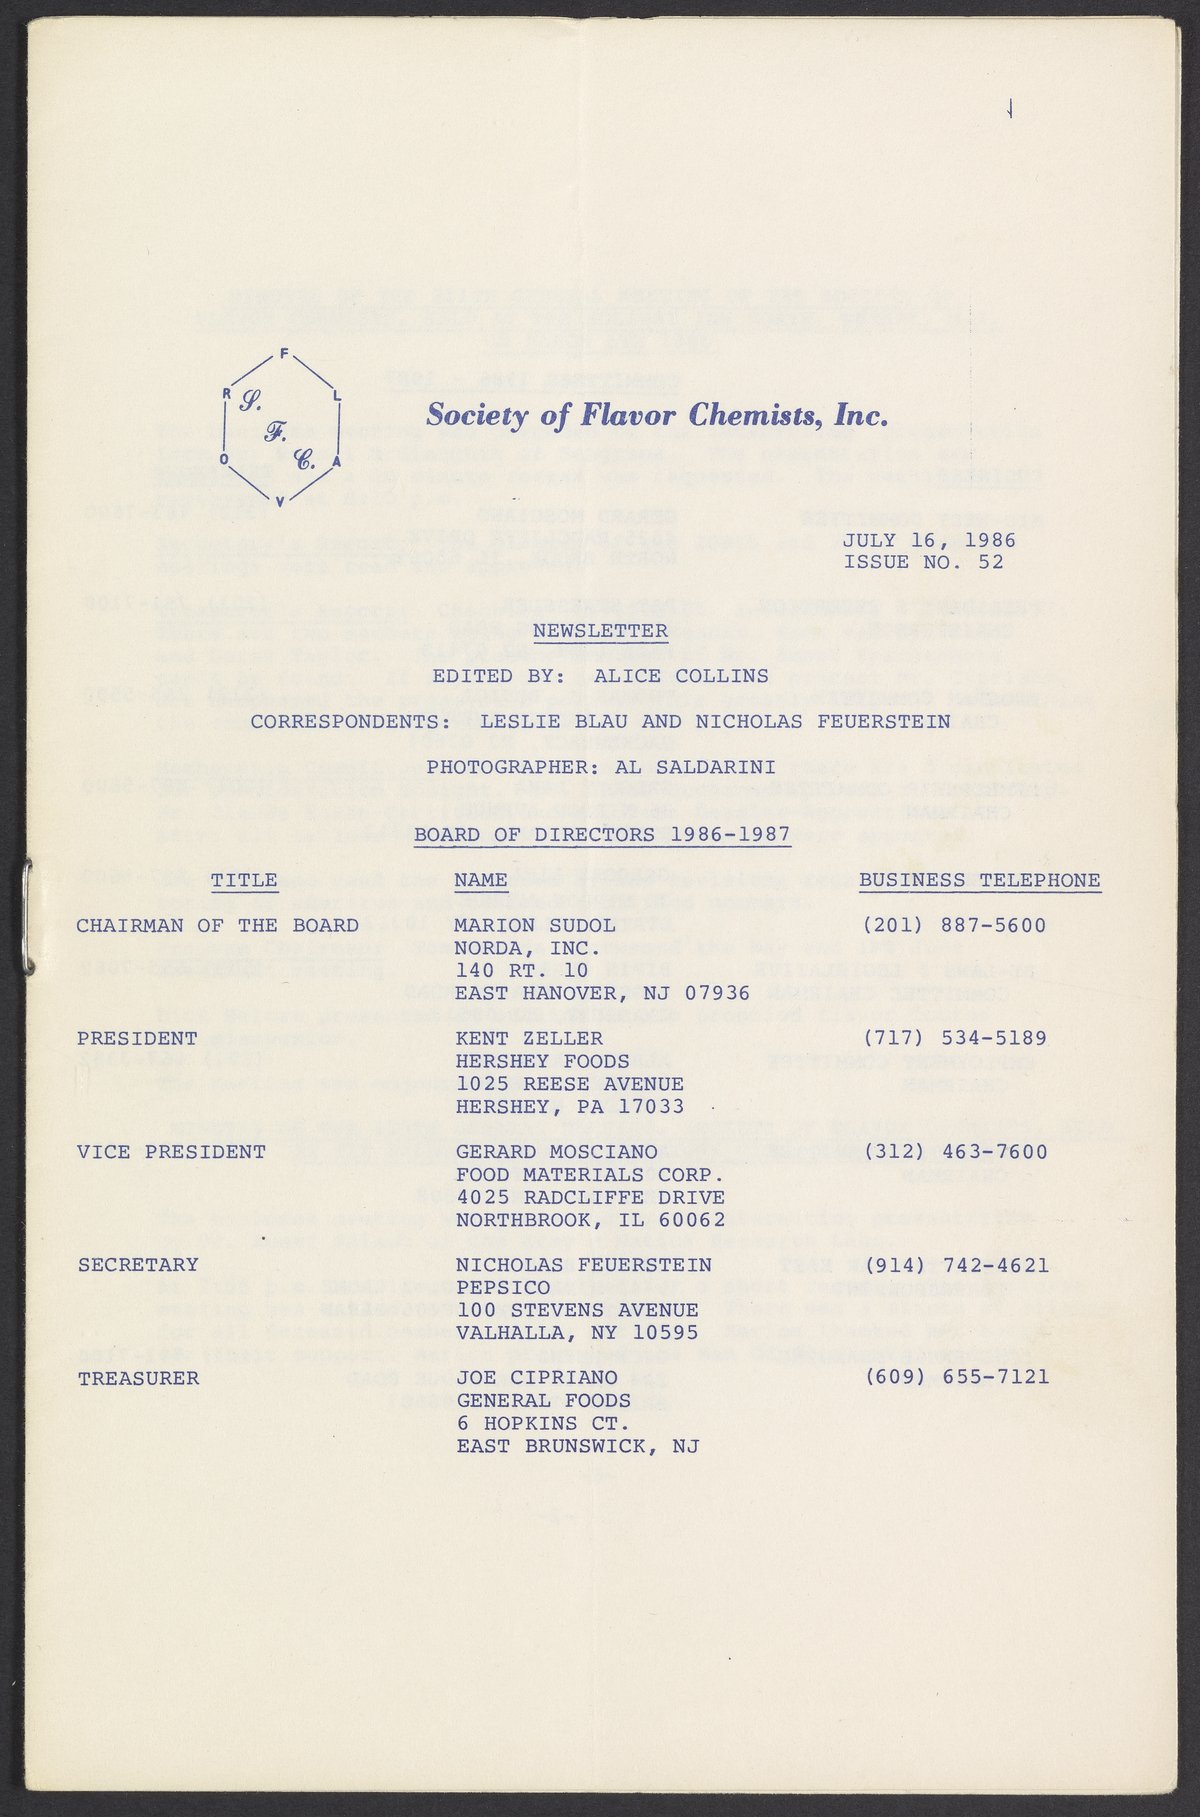 F
R L
S.
F.
C.
O A
V
Society of Flavor Chemists, Inc.
JULY 16, 1986
ISSUE NO. 52
NEWSLETTER
EDITED BY: ALICE COLLINS
CORRESPONDENTS: LESLIE BLAU AND NICHOLAS FEUERSTEIN
PHOTOGRAPHER: AL SALDARINI
BOARD OF DIRECTORS 1986-1987
TITLE NAME BUSINESS TELEPHONE
CHAIRMAN OF THE BOARD MARION SUDOL (201) 887-5600
NORDA, INC.
140 RT. 10
EAST HANOVER, NJ 07936
PRESIDENT KENT ZELLER (717) 534-5189
HERSHEY FOODS
1025 REESE AVENUE
HERSHEY, PA 17033
VICE PRESIDENT GERARD MOSCIANO (312) 463-7600
FOOD MATERIALS CORP.
4025 RADCLIFFE DRIVE
NORTHBROOK, IL 60062
SECRETARY NICHOLAS FEUERSTEIN (914) 742-4621
PEPSICO
100 STEVENS AVENUE
VALHALLA, NY 10595
TREASURER JOE CIPRIANO (609) 655-7121
GENERAL FOODS
6 HOPKINS CT.
EAST BRUNSWICK, NJ